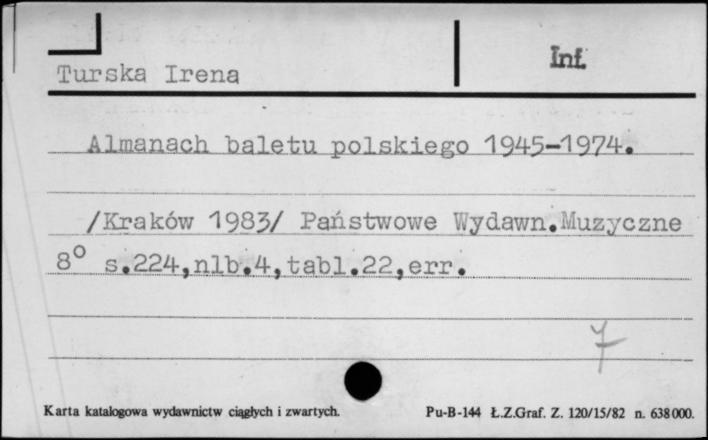 Inf.
Turska Irena
Almanach baletu polskiego 1945-1974.
/Kraków 1983/ Państwowe Wydawn.Muzyczne
8° s.224,nlb.4,tabl.22,err.
7
Karta katalogowa wydawnictw ciągłych i zwartych. Pu-B-144 Ł.Z.Graf. Z. 120/15/82 n. 638000.